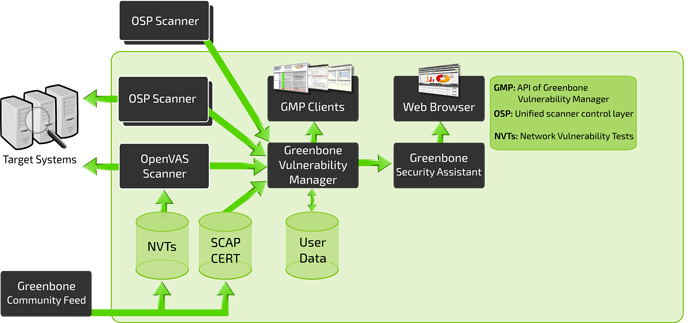 OSP Scanner
OSP Scanner
Target Systems
OpenVAS
Scanner
GMP Clients
Greenbone
Vulnerability
Manager
Web Browser
Greenbone
Security Assistant
GMP: API of Greenbone
Vulnerability Manager
OSP: Unified scanner control layer
NVTs: Network Vulnerability Tests
NVTs
SCAP
CERT
User
Data
Greenbone
Community Feed